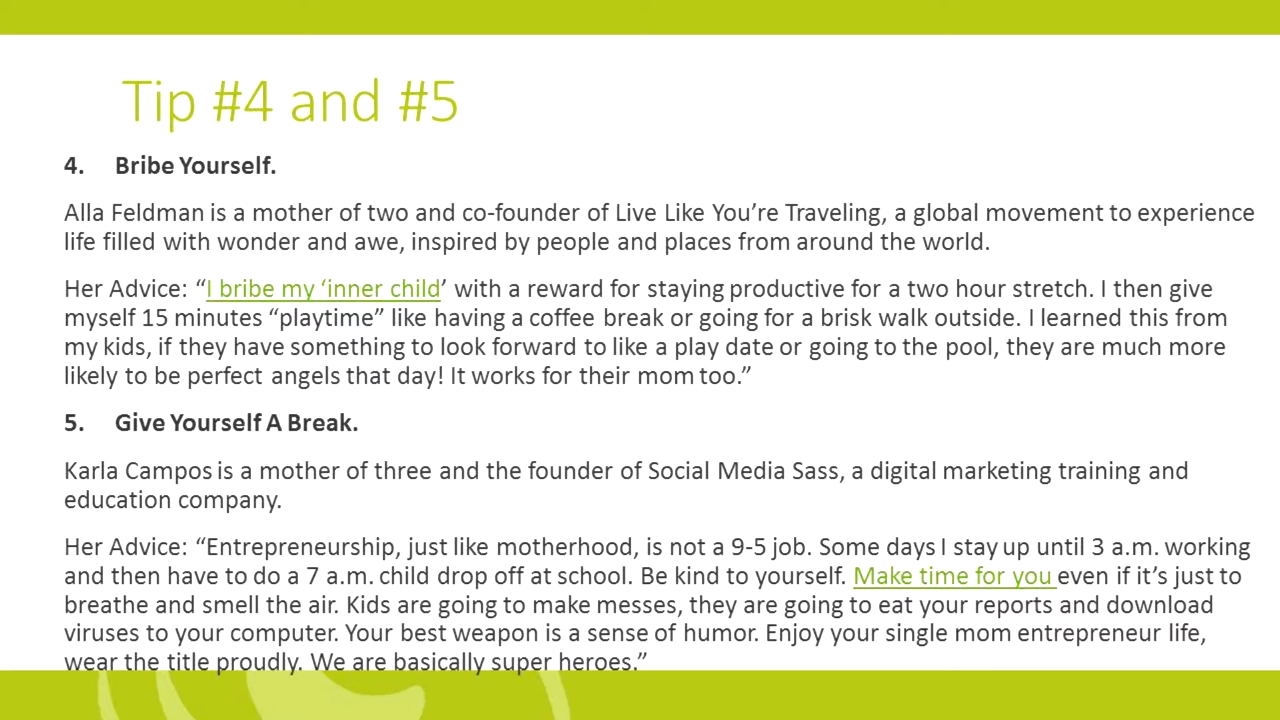 Tip #4 and #5
4. Bribe Yourself.
Alla Feldman is a mother of two and co-founder of Live Like You’re Traveling, a global movement to experience
life filled with wonder and awe, inspired by people and places from around the world.
Her Advice: “I bribe my ‘inner child’ with a reward for staying productive for a two hour stretch. I then give
myself 15 minutes “playtime” like having a coffee break or going for a brisk walk outside. I learned this from
my kids, if they have something to look forward to like a play date or going to the pool, they are much more
likely to be perfect angels that day! It works for their mom too.”
5. Give Yourself A Break.
Karla Campos is a mother of three and the founder of Social Media Sass, a digital marketing training and
education company.
Her Advice: “Entrepreneurship, just like motherhood, is not a 9-5 job. Some days I stay up until 3 a.m. working
and then have to do a 7 a.m. child drop off at school. Be kind to yourself. Make time for you even if it’s just to
breathe and smell the air. Kids are going to make messes, they are going to eat your reports and download
viruses to your computer. Your best weapon is a sense of humor. Enjoy your single mom entrepreneur life,
wear the title proudly. We are basically super heroes.”